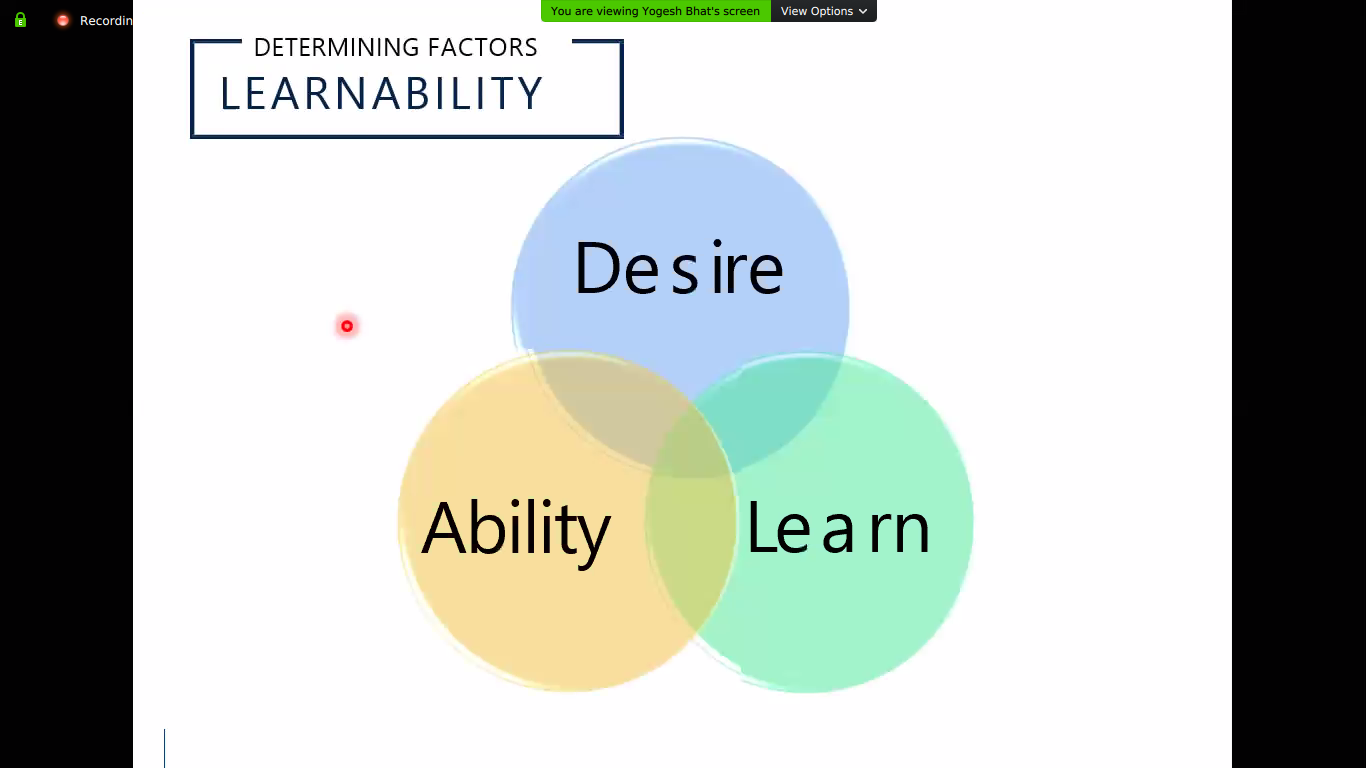 Recordin
You are viewing Yogesh Bhat's screen View Options
DETERMINING FACTORS
LEARNABILITY
Desire
Ability
Learn